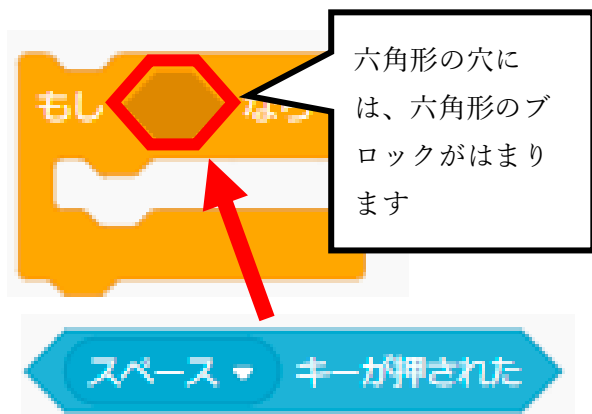 もし なら
六角形の穴に
は、六角形のブ
ロックがはまり
ます
スペース キーが押された